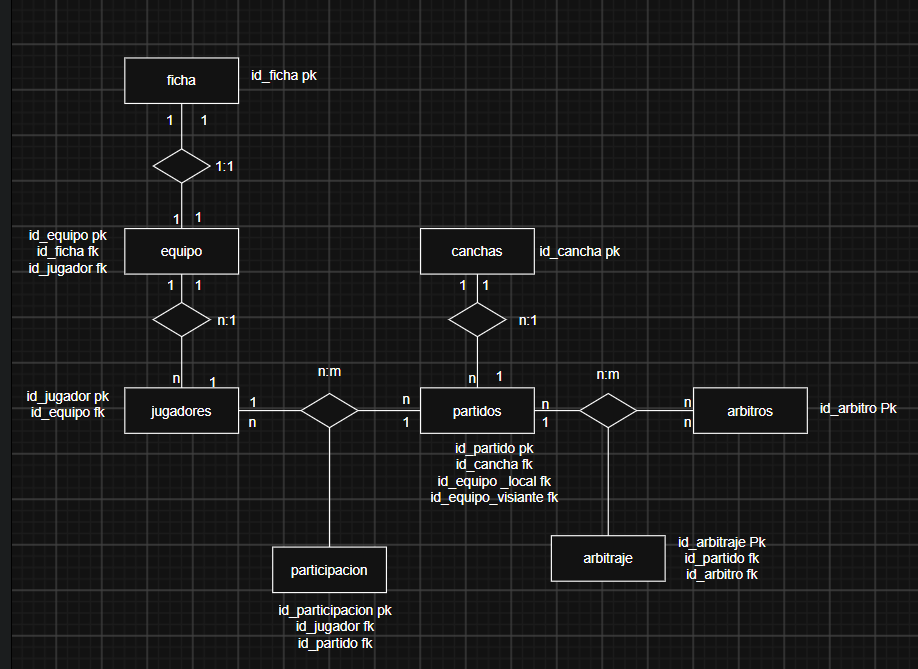 ficha
id_ficha pk
1 1
1:1
1 1
id_equipo pk
id_ficha fk
id_jugador fk
equipo
canchas
id_cancha pk
1 1
n:1
n 1
1 1
n:1
n 1
id_jugador pk
id_equipo fk
jugadores
1
n
n:m
n
1
partidos
id_partido pk
id_cancha fk
id_equipo _local fk
id_equipo_visiante fk
n
1
n:m
n
n
arbitros
id_arbitro Pk
participacion
id_participacion pk
id_jugador fk
id_partido fk
arbitraje
id_arbitraje Pk
id_partido fk
id_arbitro fk